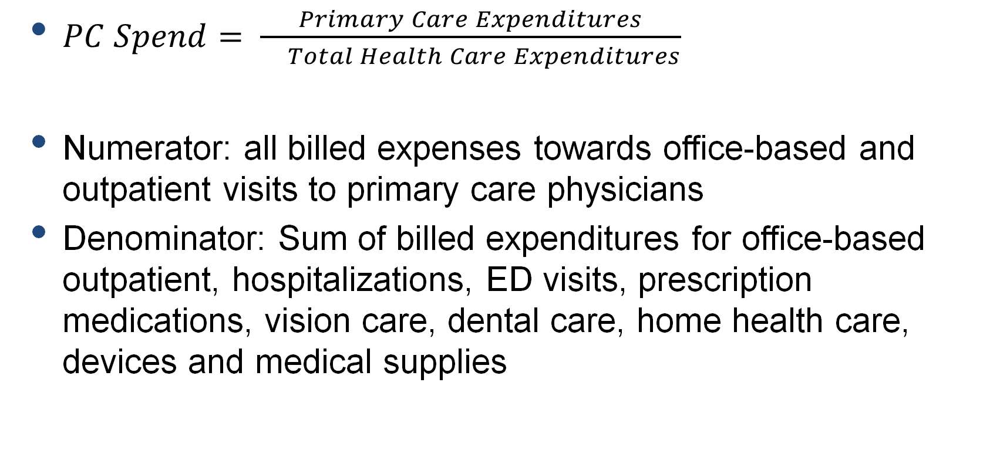 • PC Spend = Primary Care Expenditures / Total Health Care Expenditures
• Numerator: all billed expenses towards office-based and
outpatient visits to primary care physicians
• Denominator: Sum of billed expenditures for office-based
outpatient, hospitalizations, ED visits, prescription
medications, vision care, dental care, home health care,
devices and medical supplies